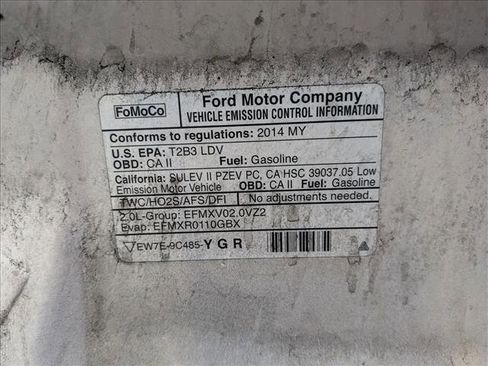 FoMoCo
Ford Motor Company
VEHICLE EMISSION CONTROL INFORMATION
Conforms to regulations: 2014 MY
U.S. EPA: T2B3 LDV
OBD: CA II Fuel: Gasoline
California: SULEV II PZEV PC, CA HSC 39037.05 Low
Emission Motor Vehicle OBD: CA II Fuel: Gasoline
TWC/HO2S/AFS/DFI No adjustments needed.
2.0L-Group: EFMXV02.0VZ2
Evap: EFMXR0110GBX
EW7E-9C485-YGR